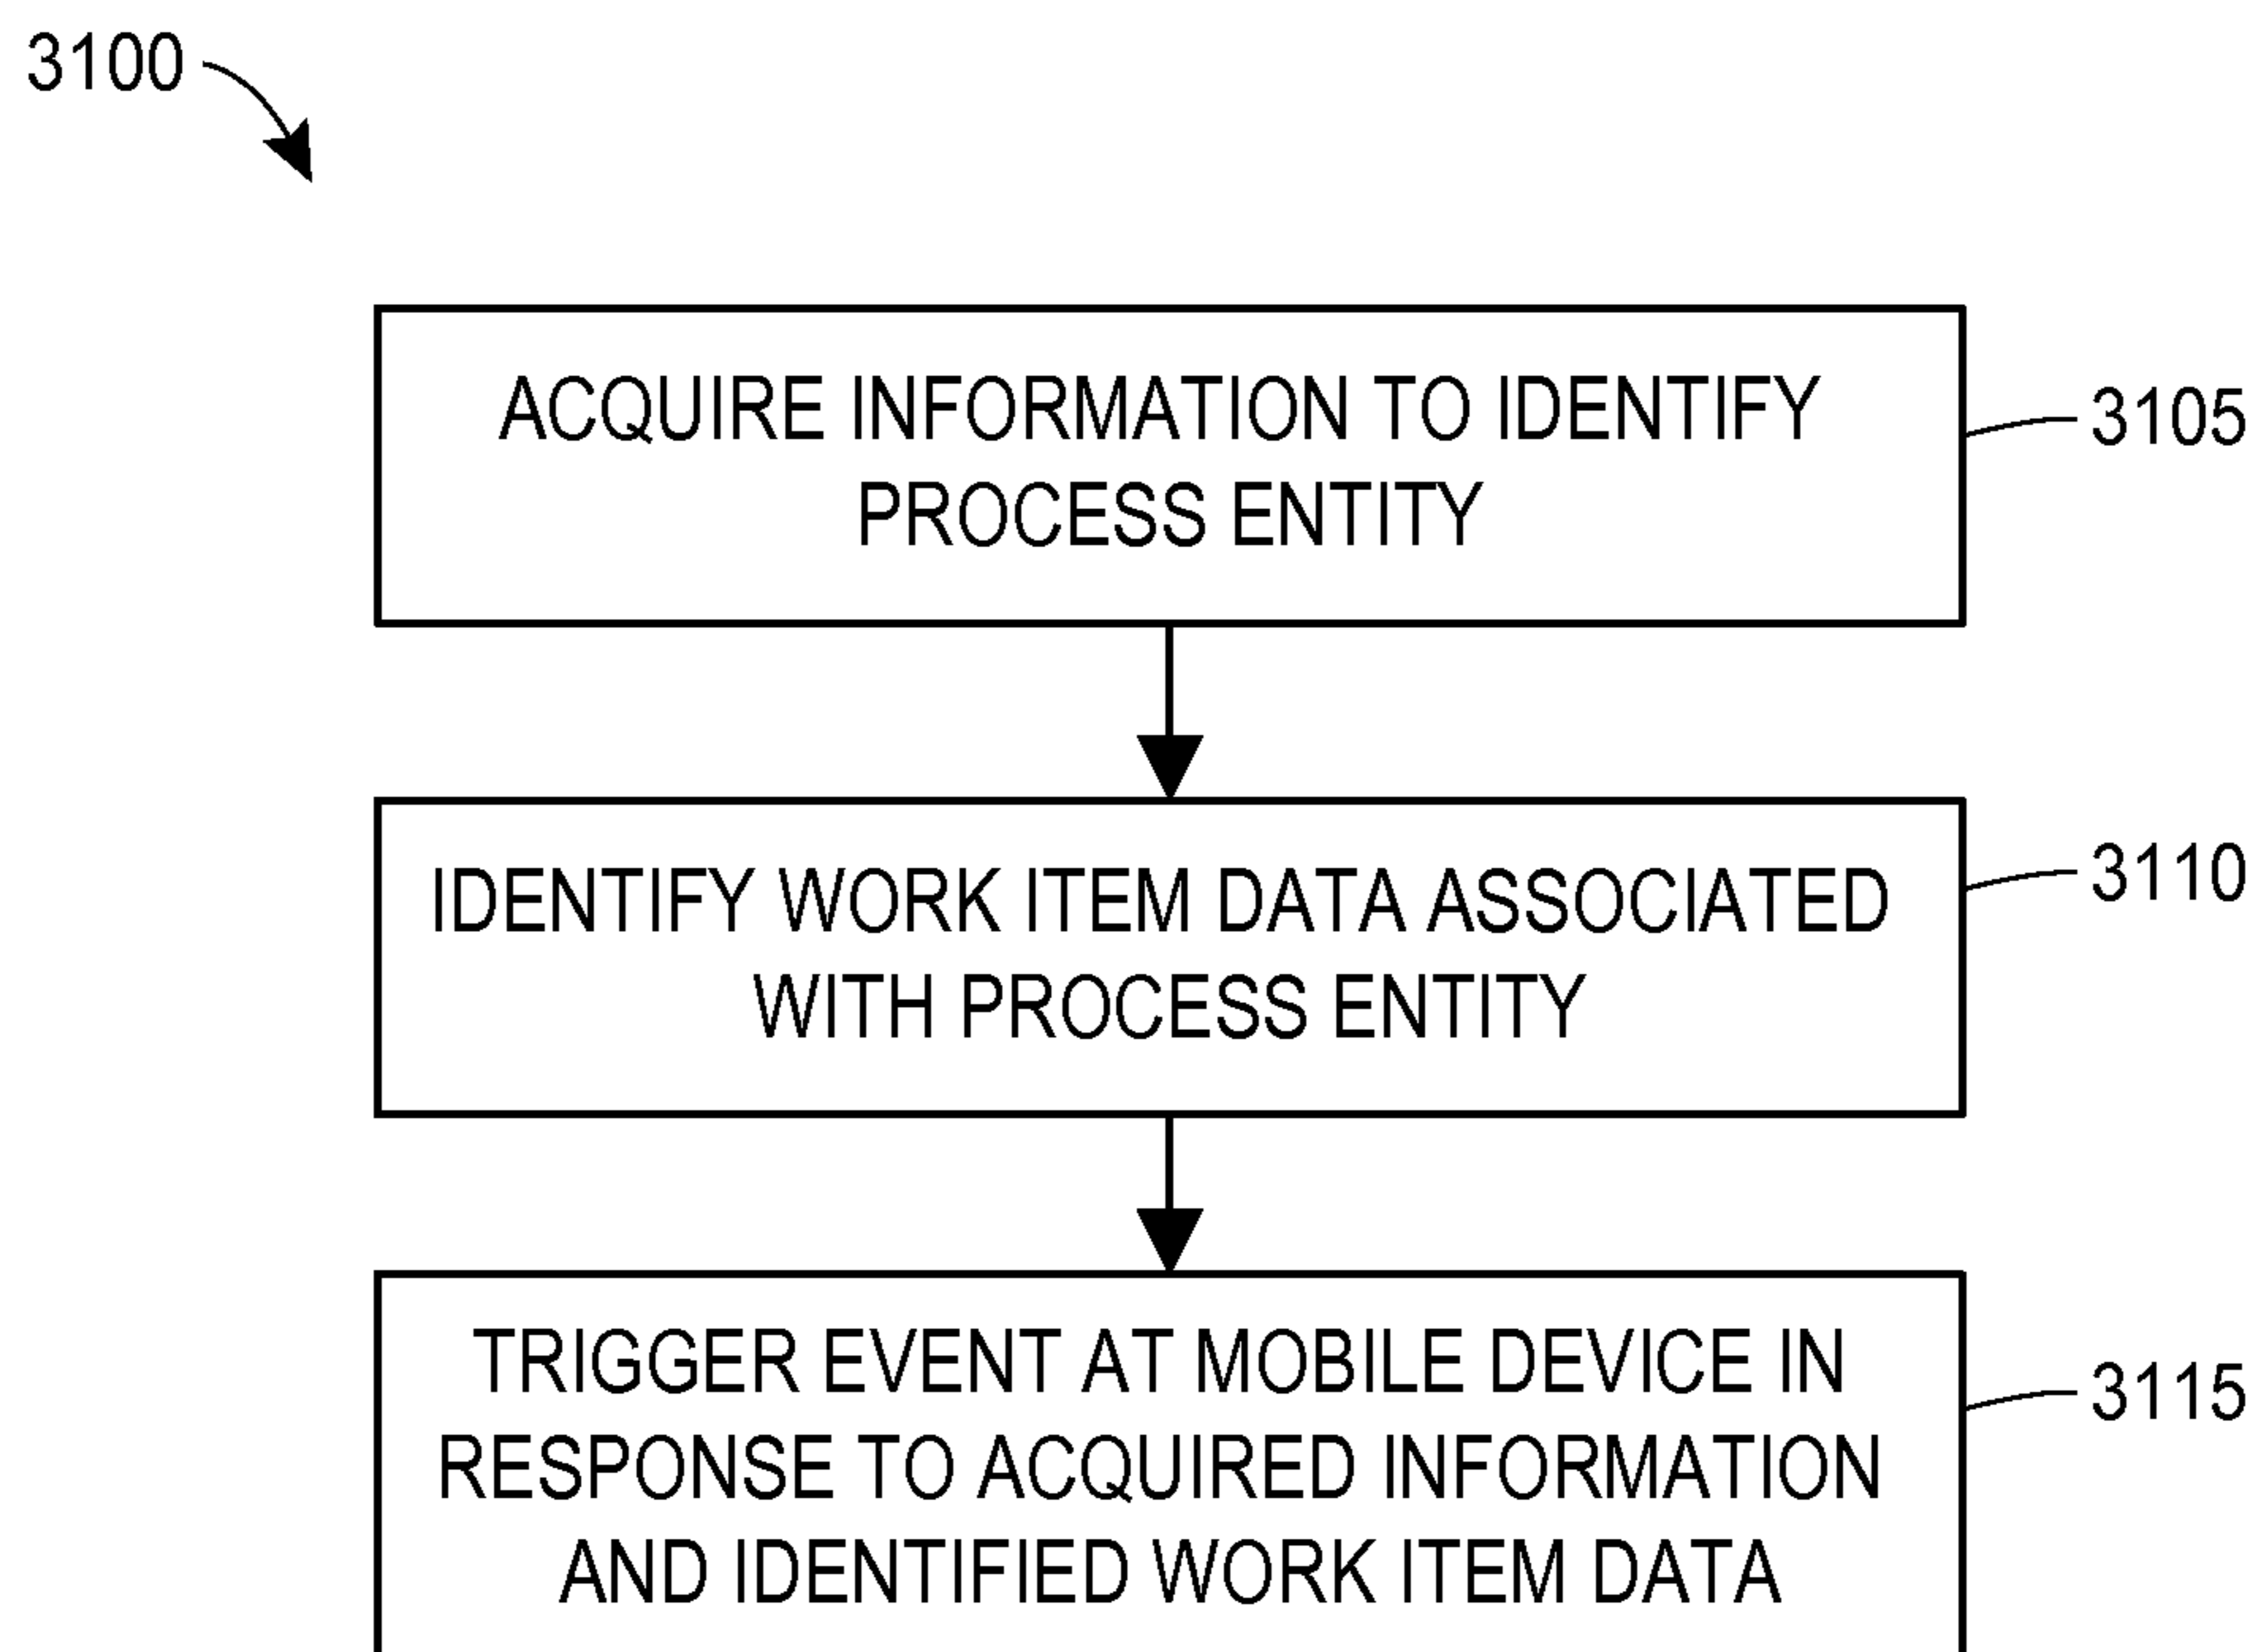 3100
ACQUIRE INFORMATION TO IDENTIFY
PROCESS ENTITY
3105
IDENTIFY WORK ITEM DATA ASSOCIATED
WITH PROCESS ENTITY
3110
TRIGGER EVENT AT MOBILE DEVICE IN
RESPONSE TO ACQUIRED INFORMATION
AND IDENTIFIED WORK ITEM DATA
3115